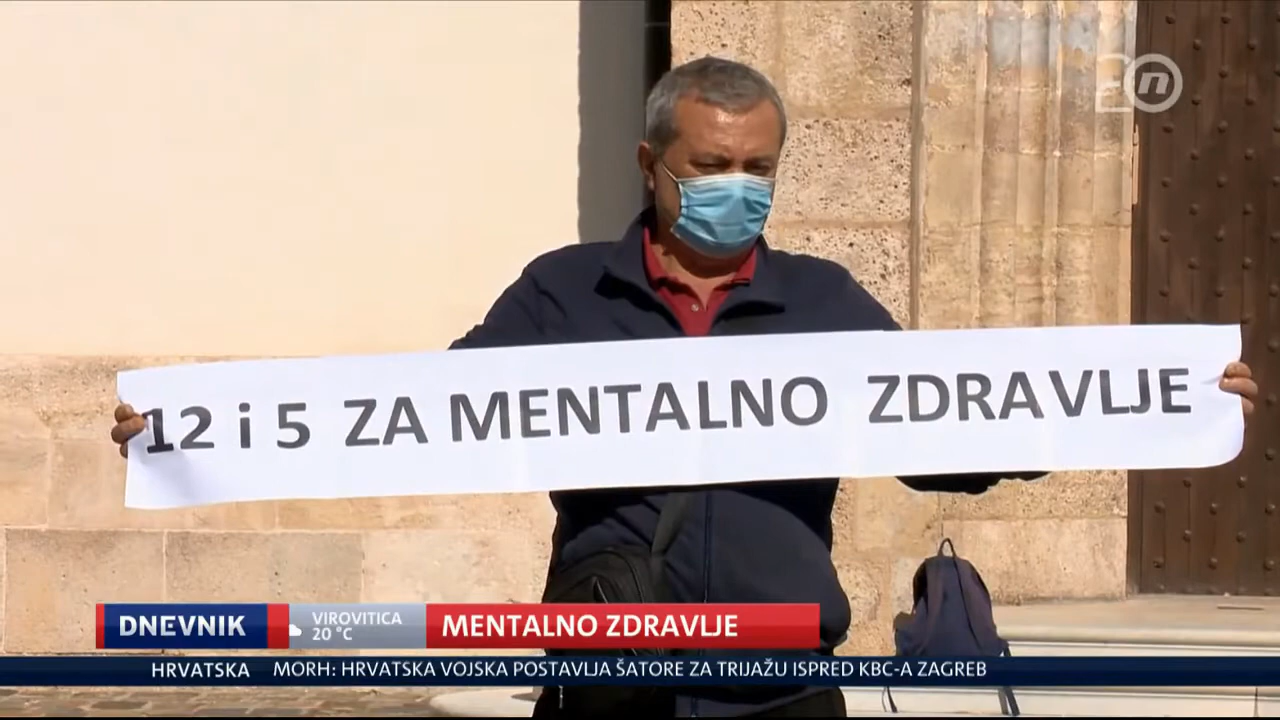 20 n
12 i 5 ZA MENTALNO ZDRAVLJE
DNEVNIK
VIROVITICA
20 °C
MENTALNO ZDRAVLJE
HRVATSKA MORH: HRVATSKA VOJSKA POSTAVLJA ŠATORE ZA TRIJAŽU ISPRED KBC-A ZAGREB